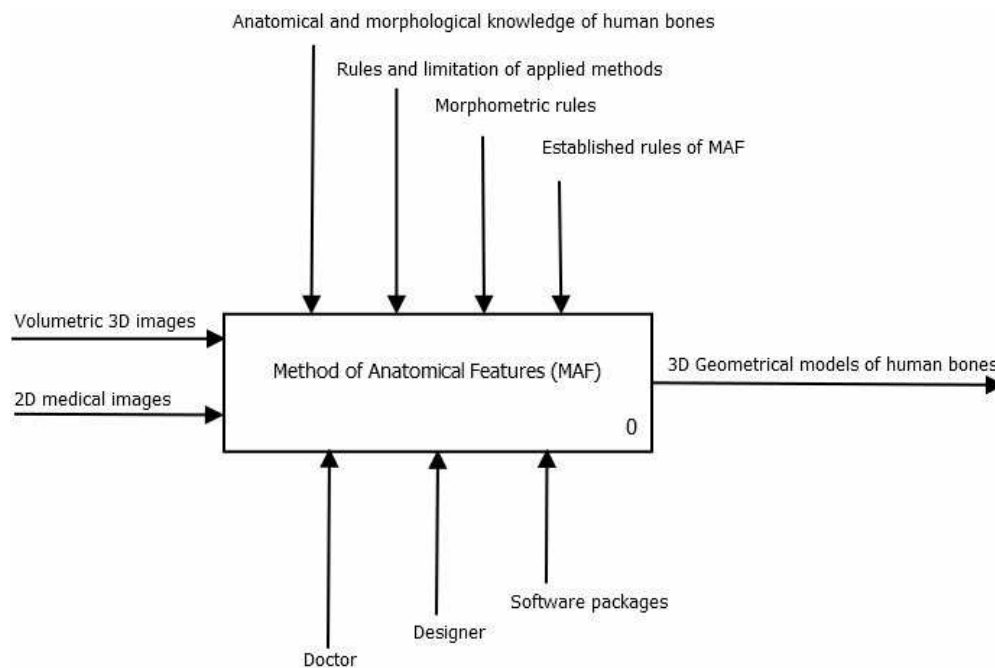 Anatomical and morphological knowledge of human bones
Rules and limitation of applied methods
Morphometric rules
Established rules of MAF
Volumetric 3D images
Method of Anatomical Features (MAF)
3D Geometrical models of human bones
2D medical images
0
Software packages
Designer
Doctor